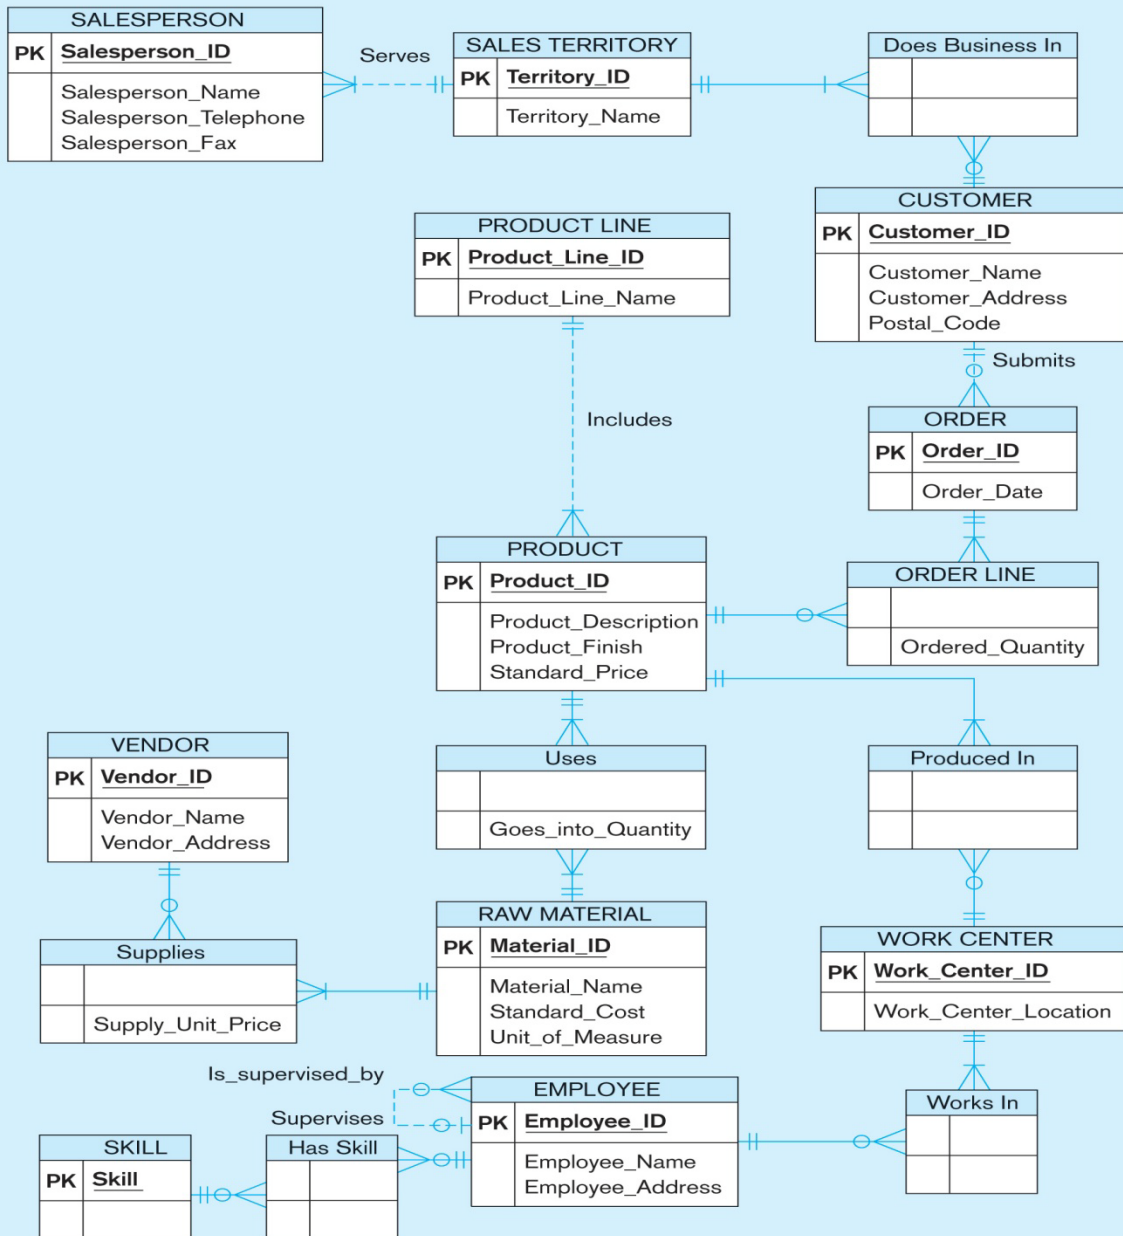 SALESPERSON
PK Salesperson_ID
Salesperson_Name
Salesperson_Telephone
Salesperson_Fax
Serves
SALES TERRITORY
PK Territory_ID
Territory_Name
Does Business In
CUSTOMER
PK Customer_ID
Customer_Name
Customer_Address
Postal_Code
PRODUCT LINE
PK Product_Line_ID
Product_Line_Name
Submits
Includes
ORDER
PK Order_ID
Order_Date
PRODUCT
PK Product_ID
Product_Description
Product_Finish
Standard_Price
ORDER LINE
Ordered_Quantity
VENDOR
PK Vendor_ID
Vendor_Name
Vendor_Address
Uses
Goes_into_Quantity
Produced In
Supplies
Supply_Unit_Price
RAW MATERIAL
PK Material_ID
Material_Name
Standard_Cost
Unit_of_Measure
WORK CENTER
PK Work_Center_ID
Work_Center_Location
Is_supervised_by
Supervises
EMPLOYEE
PK Employee_ID
Employee_Name
Employee_Address
Works In
SKILL
PK Skill
Has Skill